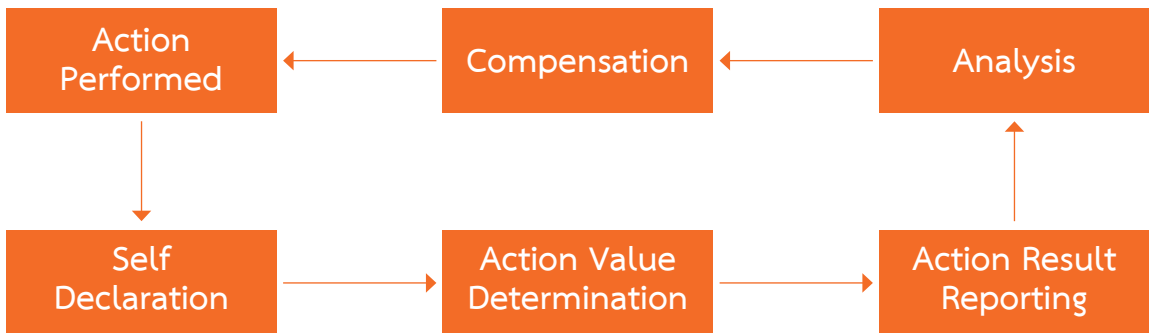 Action
Performed
Compensation
Analysis
Self
Declaration
Action Value
Determination
Action Result
Reporting